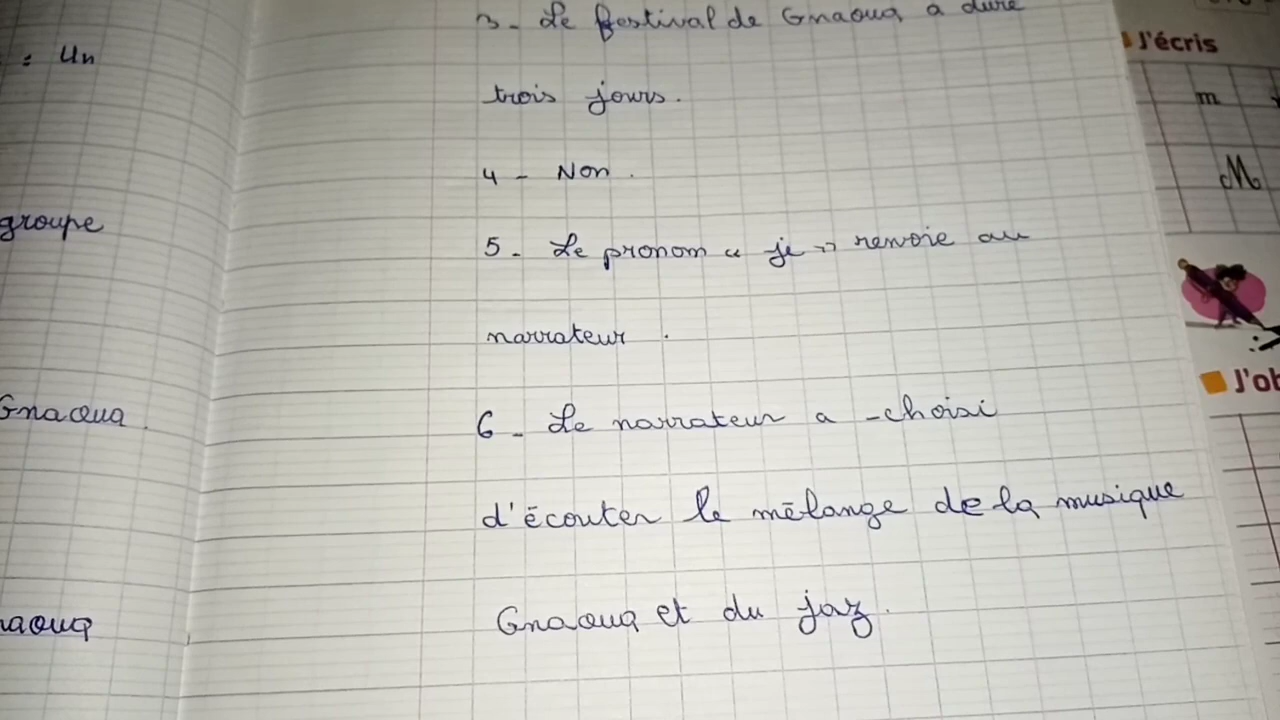 : Un
groupe
Gnaoua.
naoua
3 - Le festival de Gnaoua a duré
trois jours.
4 - Non.
5 - Le pronom « je » renvoie au
narrateur.
6 - Le narrateur a choisi
d'écouter le mélange de la musique
Gnaoua et du jaz.
J'écris
m
M
J'ob